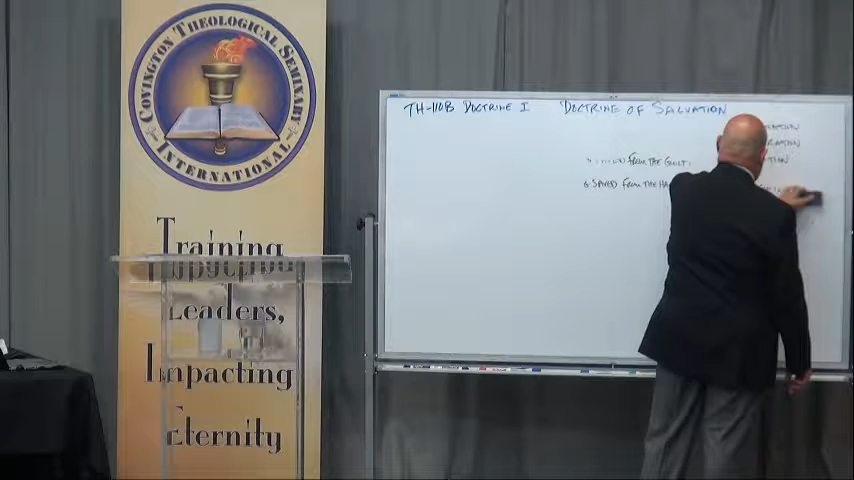 Covington Theological Seminary
International
Training
Leaders,
Impacting
Eternity
TH-110B DOCTRINE I DOCTRINE OF SALVATION
FROM THE GUILT
SAVED FROM THE